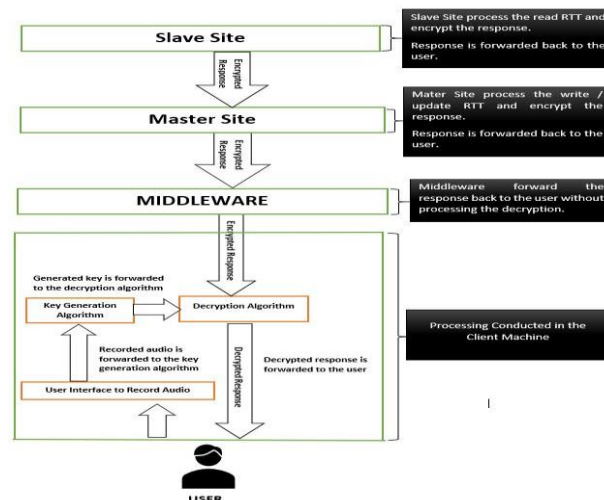 Slave Site
Slave Site process the read RTT and
encrypt the response.
Response is forwarded back to the
user.
Encrypted
Response
Master Site
Mater Site process the write /
update RTT and encrypt the
response.
Response is forwarded back to the
user.
Encrypted
Response
MIDDLEWARE
Middleware forward the
response back to the user without
processing the decryption.
Encrypted Response
Generated key is forwarded
to the decryption algorithm
Key Generation
Algorithm
Decryption Algorithm
Processing Conducted in the
Client Machine
Recorded audio is
forwarded to the key
generation algorithm
Decrypted Response
Decrypted response is
forwarded to the user
User Interface to Record Audio
USER